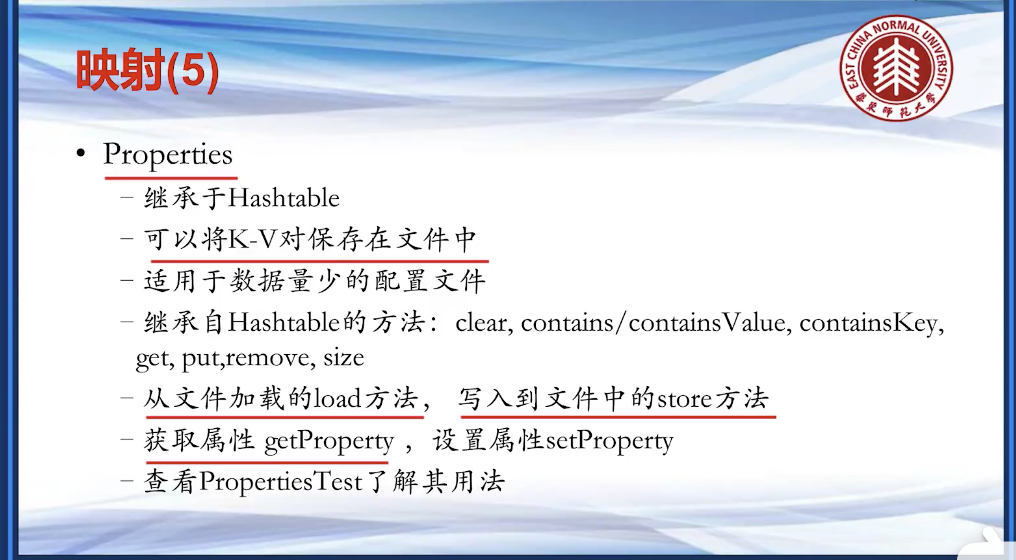 映射(5)
EAST CHINA NORMAL UNIVERSITY
華東師範大學
• Properties
– 继承于Hashtable
– 可以将K-V对保存在文件中
– 适用于数据量少的配置文件
– 继承自Hashtable的方法：clear, contains/containsValue, containsKey,
get, put,remove, size
– 从文件加载的load方法， 写入到文件中的store方法
– 获取属性 getProperty ，设置属性setProperty
– 查看PropertiesTest了解其用法